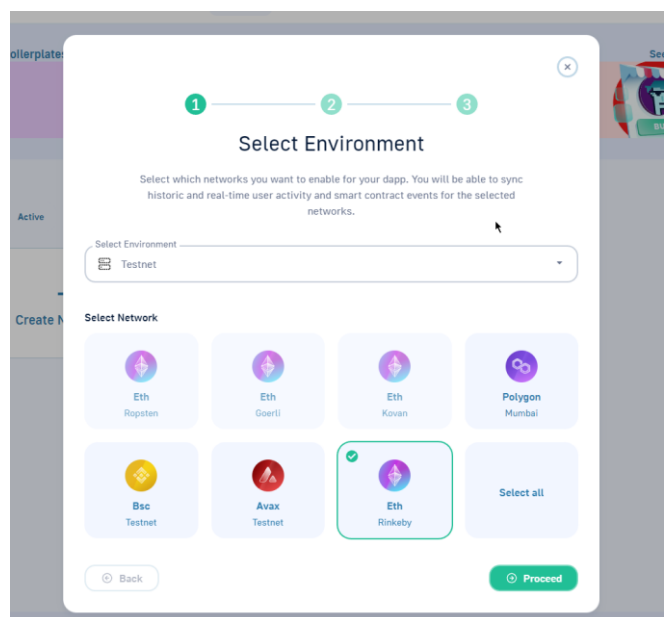 1
2
3
Select Environment
Select which networks you want to enable for your dapp. You will be able to sync
historic and real-time user activity and smart contract events for the selected
networks.
Active
Select Environment
Testnet
Create N
Select Network
Eth
Ropsten
Eth
Goerli
Eth
Kovan
Polygon
Mumbai
Bsc
Testnet
Avax
Testnet
Eth
Rinkeby
Select all
Back
Proceed